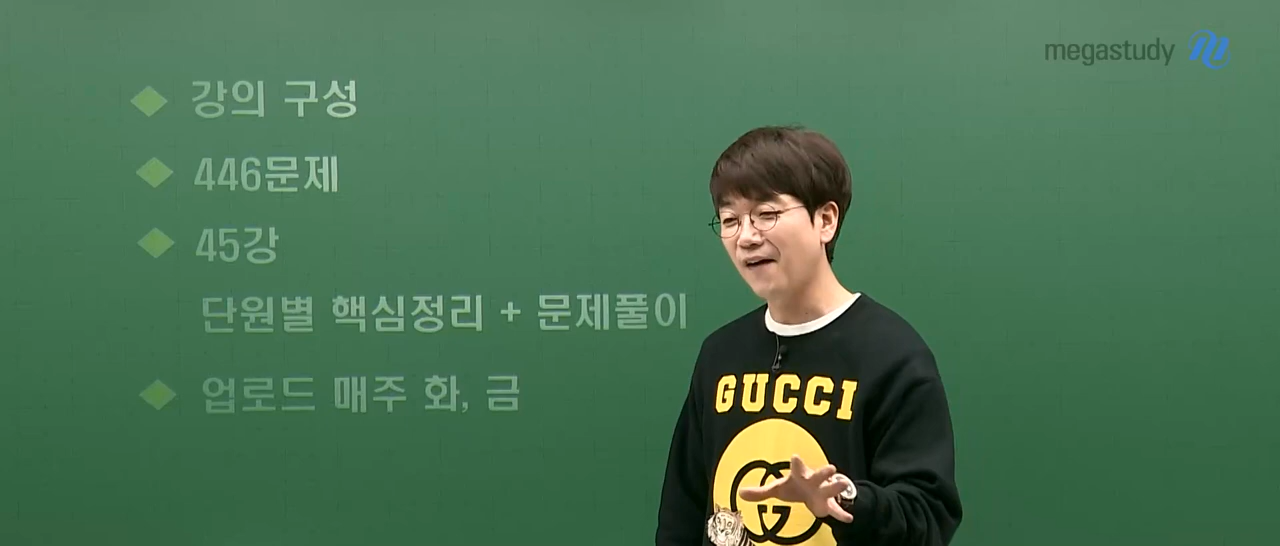 megastudy
강의 구성
446문제
45강
단원별 핵심정리 + 문제풀이
업로드 매주 화, 금
GUCCI